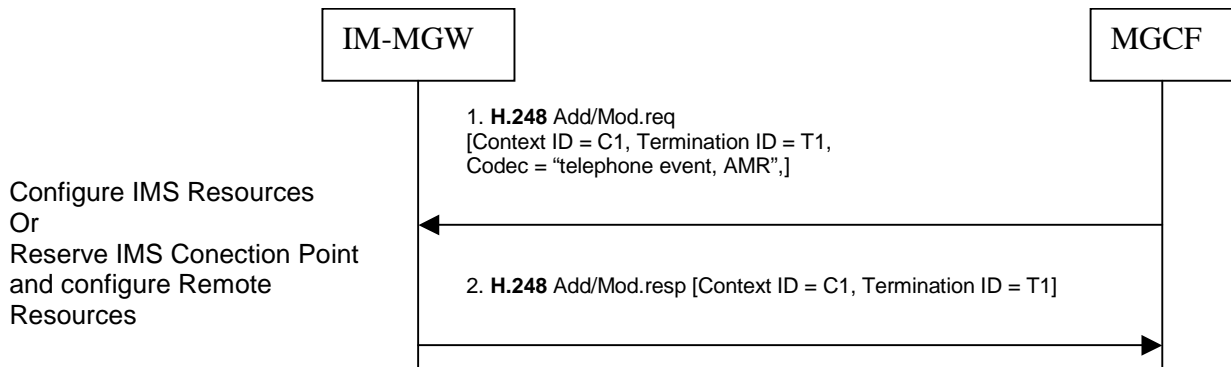 IM-MGW
MGCF
1. H.248 Add/Mod.req
[Context ID = C1, Termination ID = T1,
Codec = “telephone event, AMR”,]
Configure IMS Resources
Or
Reserve IMS Conection Point
and configure Remote
Resources
2. H.248 Add/Mod.resp [Context ID = C1, Termination ID = T1]